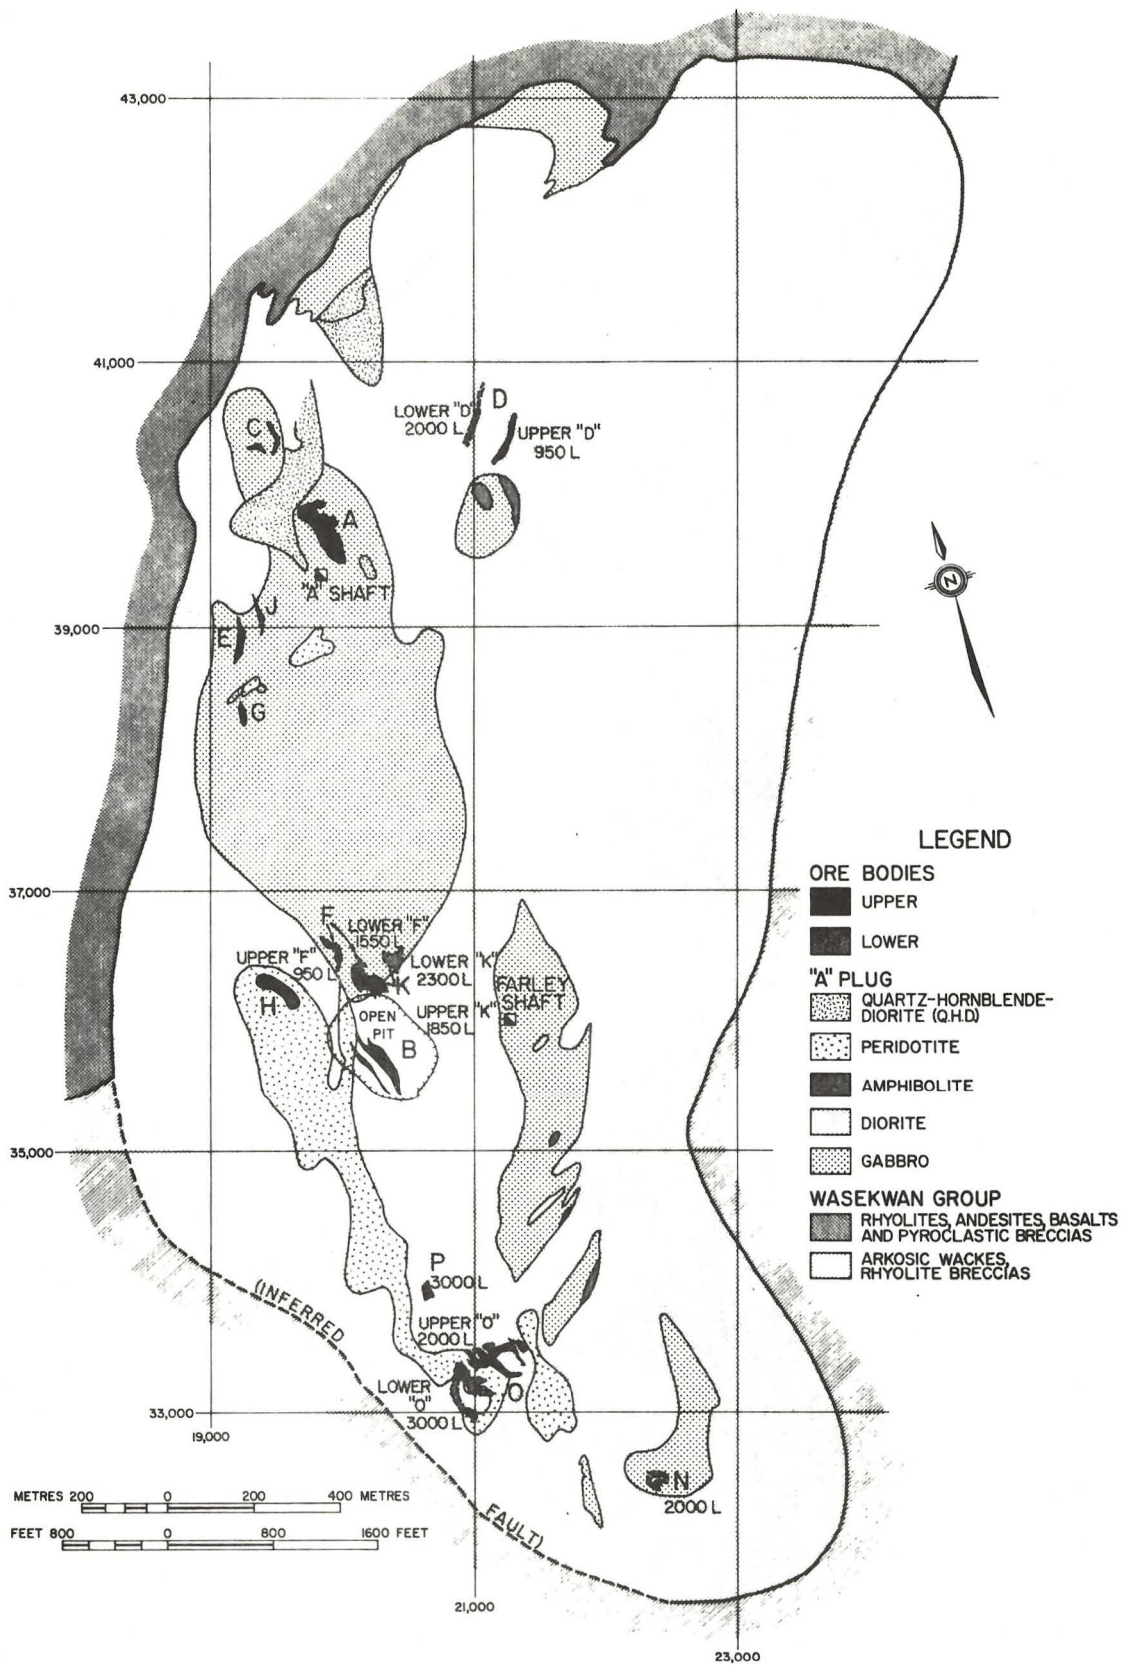 43,000
41,000
LOWER "D"
2000 L
D
UPPER "D"
950 L
C
A
"A" SHAFT
J
39,000
E
G
N
LEGEND
ORE BODIES
UPPER
LOWER
"A" PLUG
QUARTZ-HORNBLENDE-
DIORITE (Q.H.D)
PERIDOTITE
AMPHIBOLITE
DIORITE
GABBRO
WASEKWAN GROUP
RHYOLITES, ANDESITES, BASALTS
AND PYROCLASTIC BRECCIAS
ARKOSIC WACKES,
RHYOLITE BRECCIAS
37,000
F
LOWER "F"
1550 L
UPPER "F"
950 L
LOWER "K"
2300 L
K
H
FARLEY
SHAFT
UPPER "K"
1850 L
OPEN
PIT
B
35,000
P
3000 L
(INFERRED
FAULT)
UPPER "O"
2000 L
O
LOWER
"O"
3000 L
33,000
19,000
N
2000 L
METRES 200 0 200 400 METRES
FEET 800 0 800 1600 FEET
21,000
23,000